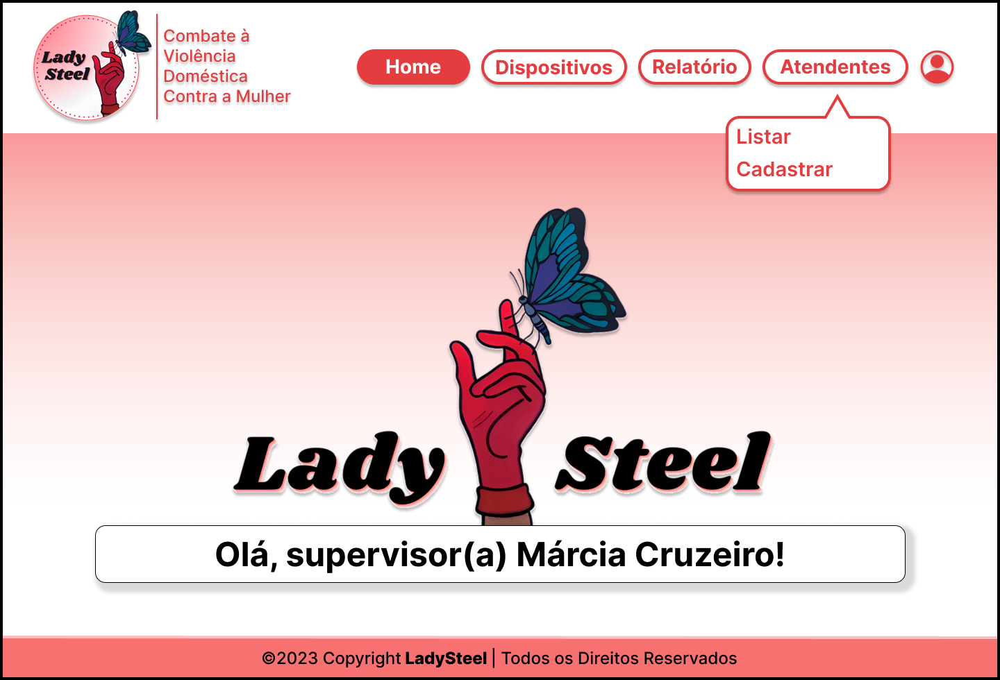 Lady
Steel
Combate à
Violência
Doméstica
Contra a Mulher
Home
Dispositivos
Relatório
Atendentes
Listar
Cadastrar
Lady Steel
Olá, supervisor(a) Márcia Cruzeiro!
©2023 Copyright LadySteel | Todos os Direitos Reservados